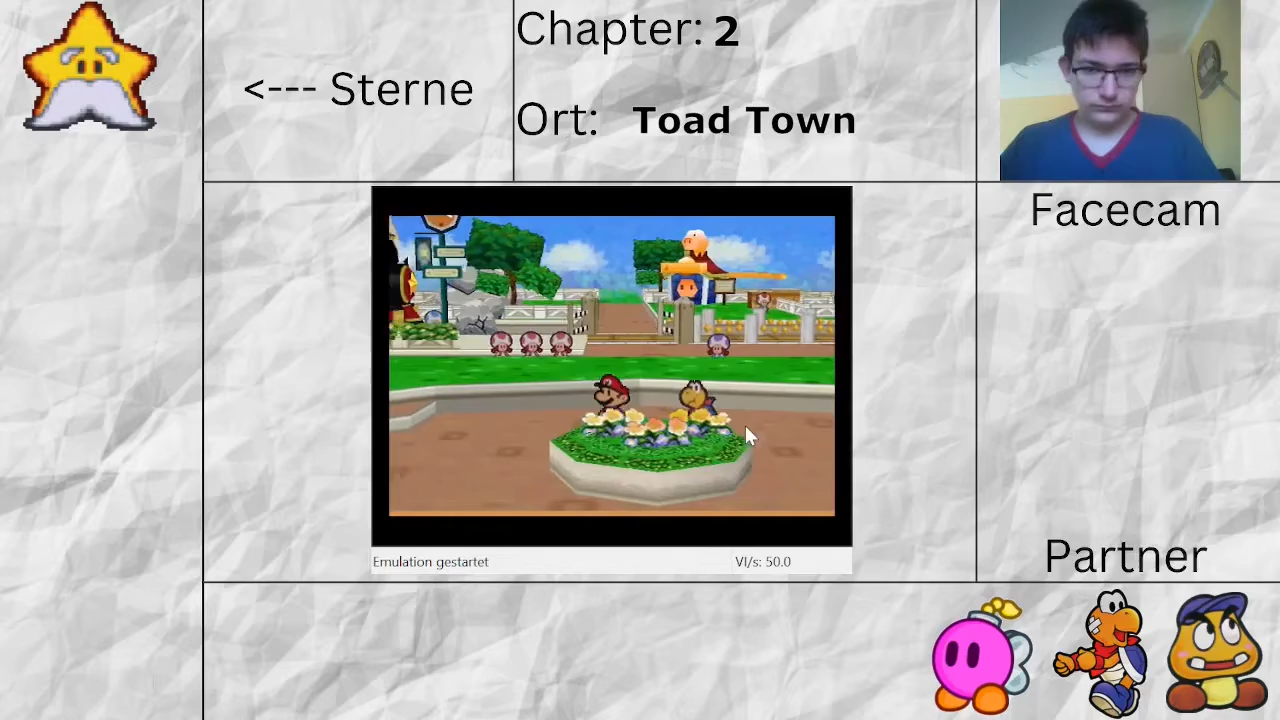 Chapter: 2
<--- Sterne
Ort: Toad Town
Facecam
Emulation gestartet
VI/s: 50.0
Partner